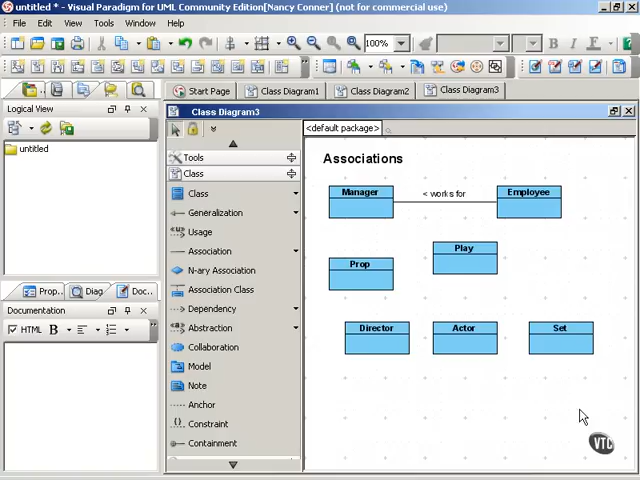 untitled * - Visual Paradigm for UML Community Edition[Nancy Conner] (not for commercial use)
File Edit View Tools Window Help
100%
B I
Start Page Class Diagram1 Class Diagram2 Class Diagram3
Logical View
untitled
Prop... Diag Doc...
Documentation
HTML B
Class Diagram3
<default package>
Tools
Class
Class
Generalization
Usage
Association
N-ary Association
Association Class
Dependency
Abstraction
Collaboration
Model
Note
Anchor
Constraint
Containment
Associations
Manager < works for Employee
Play
Prop
Director Actor Set
VTC